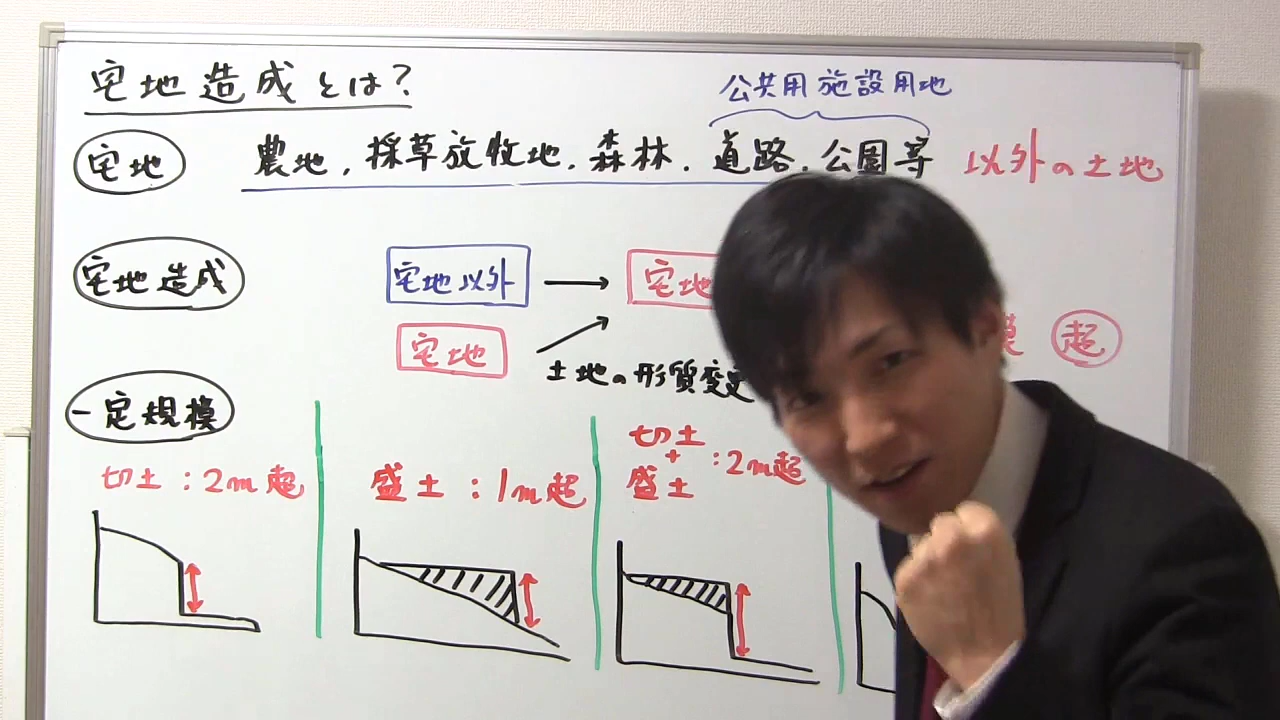 宅地造成とは?
公共用施設用地
宅地 農地, 採草放牧地, 森林, 道路, 公園等 以外の土地
宅地造成 宅地以外 → 宅地
宅地 土地の形質変更 超
一定規模
切土:2m超
盛土:1m超
切土
+ :2m超
盛土